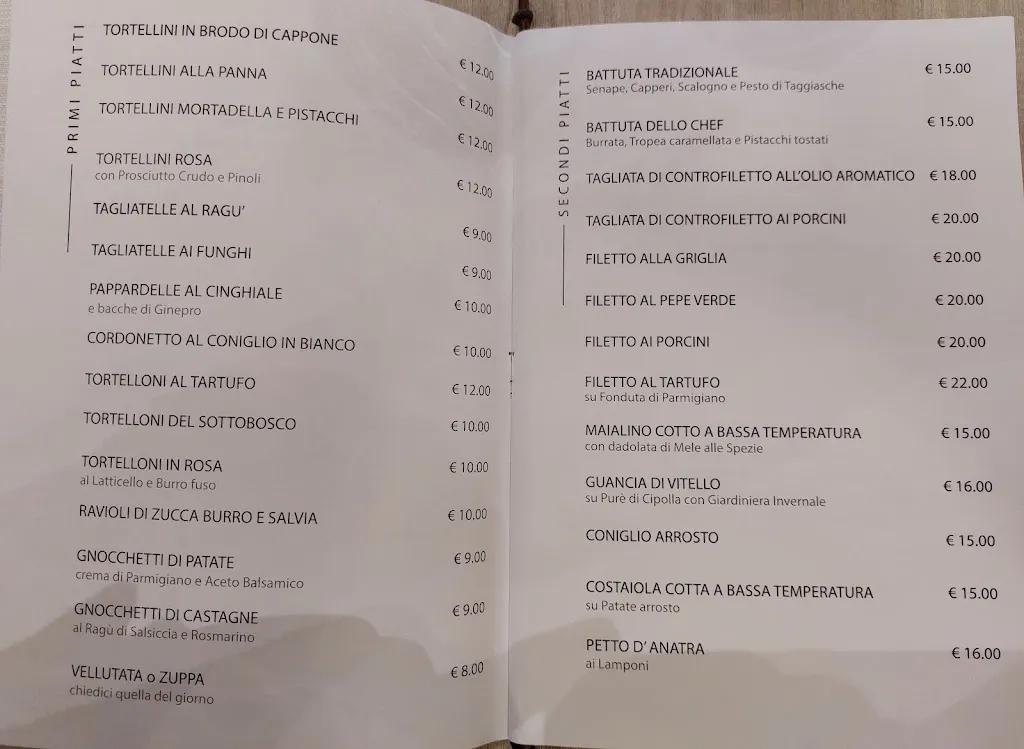 PRIMI PIATTI
TORTELLINI IN BRODO DI CAPPONE € 12.00
TORTELLINI ALLA PANNA € 12.00
TORTELLINI MORTADELLA E PISTACCHI € 12.00
TORTELLINI ROSA € 12.00
con Prosciutto Crudo e Pinoli
TAGLIATELLE AL RAGU' € 9.00
TAGLIATELLE AI FUNGHI € 9.00
PAPPARDELLE AL CINGHIALE € 10.00
e bacche di Ginepro
CORDONETTO AL CONIGLIO IN BIANCO € 10.00
TORTELLONI AL TARTUFO € 12.00
TORTELLONI DEL SOTTOBOSCO € 10.00
TORTELLONI IN ROSA € 10.00
al Latticello e Burro fuso
RAVIOLI DI ZUCCA BURRO E SALVIA € 10.00
GNOCCHETTI DI PATATE € 9.00
crema di Parmigiano e Aceto Balsamico
GNOCCHETTI DI CASTAGNE € 9.00
al Ragù di Salsiccia e Rosmarino
VELLUTATA o ZUPPA € 8.00
chiedici quella del giorno
SECONDI PIATTI
BATTUTA TRADIZIONALE € 15.00
Senape, Capperi, Scalogno e Pesto di Taggiasche
BATTUTA DELLO CHEF € 15.00
Burrata, Tropea caramellata e Pistacchi tostati
TAGLIATA DI CONTROFILETTO ALL'OLIO AROMATICO € 18.00
TAGLIATA DI CONTROFILETTO AI PORCINI € 20.00
FILETTO ALLA GRIGLIA € 20.00
FILETTO AL PEPE VERDE € 20.00
FILETTO AI PORCINI € 20.00
FILETTO AL TARTUFO € 22.00
su Fonduta di Parmigiano
MAIALINO COTTO A BASSA TEMPERATURA € 15.00
con dadolata di Mele alle Spezie
GUANCIA DI VITELLO € 16.00
su Purè di Cipolla con Giardiniera Invernale
CONIGLIO ARROSTO € 15.00
COSTAIOLA COTTA A BASSA TEMPERATURA € 15.00
su Patate arrosto
PETTO D' ANATRA € 16.00
ai Lamponi